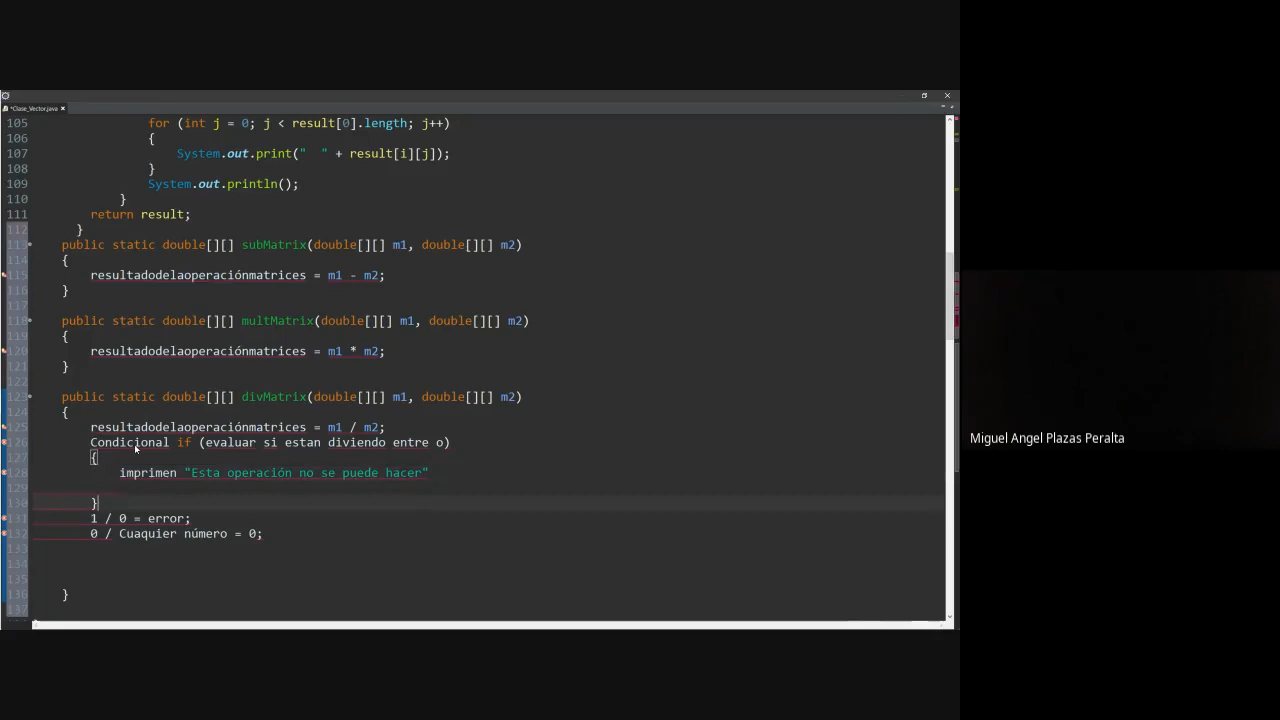 *Clase_Vector.java
105 for (int j = 0; j < result[0].length; j++)
106 {
107 System.out.print("  " + result[i][j]);
108 }
109 System.out.println();
110 }
111 return result;
112 }
113 public static double[][] subMatrix(double[][] m1, double[][] m2)
114 {
115 resultadodelaoperaciónmatrices = m1 - m2;
116 }
117
118 public static double[][] multMatrix(double[][] m1, double[][] m2)
119 {
120 resultadodelaoperaciónmatrices = m1 * m2;
121 }
122
123 public static double[][] divMatrix(double[][] m1, double[][] m2)
124 {
125 resultadodelaoperaciónmatrices = m1 / m2;
126 Condicional if (evaluar si estan diviendo entre o)
127 {
128 imprimen "Esta operación no se puede hacer"
129
130 }
131 1 / 0 = error;
132 0 / Cuaquier número = 0;
133
134
135
136 }
137
Miguel Angel Plazas Peralta